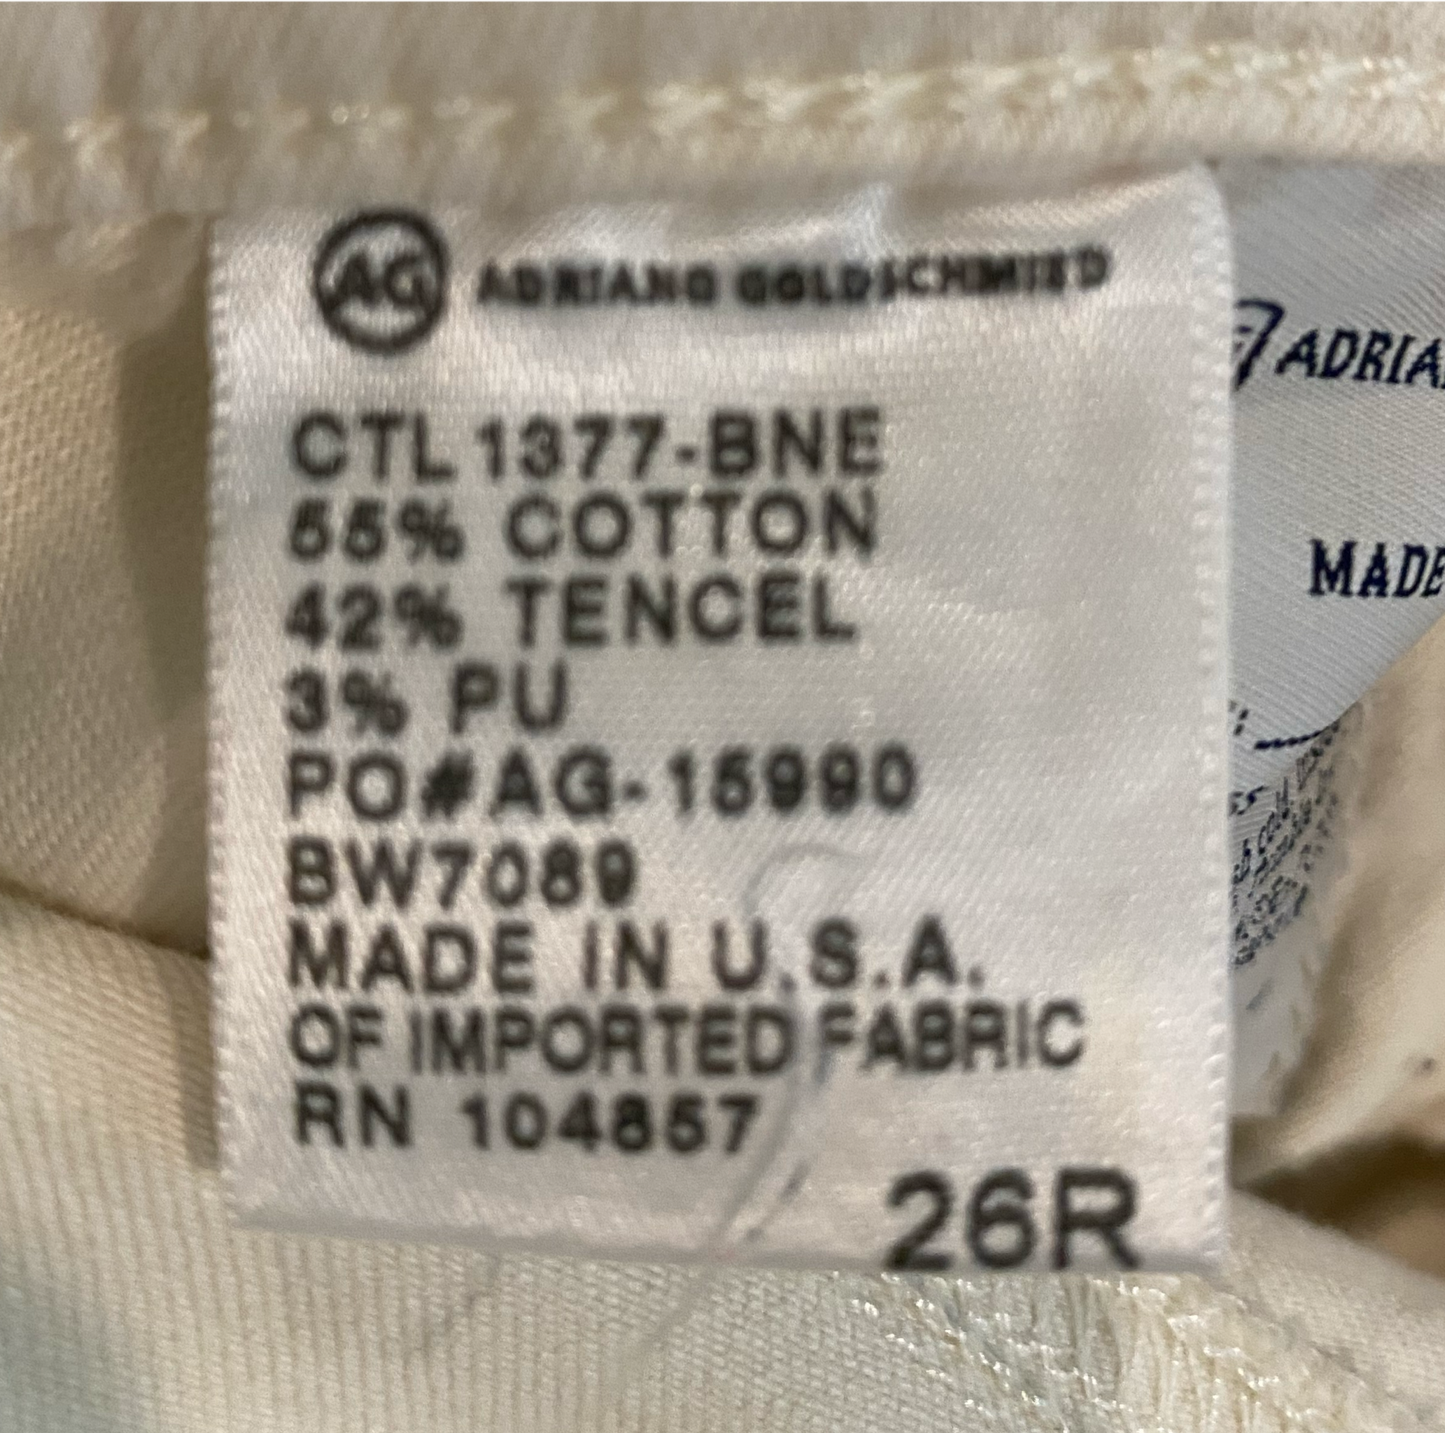 AG ADRIANO GOLDSCHMIED
CTL 1377-BNE
55% COTTON
42% TENCEL
3% PU
PO#AG-15990
BW7089
MADE IN U.S.A.
OF IMPORTED FABRIC
RN 104857
26R
ADRIA
MADE